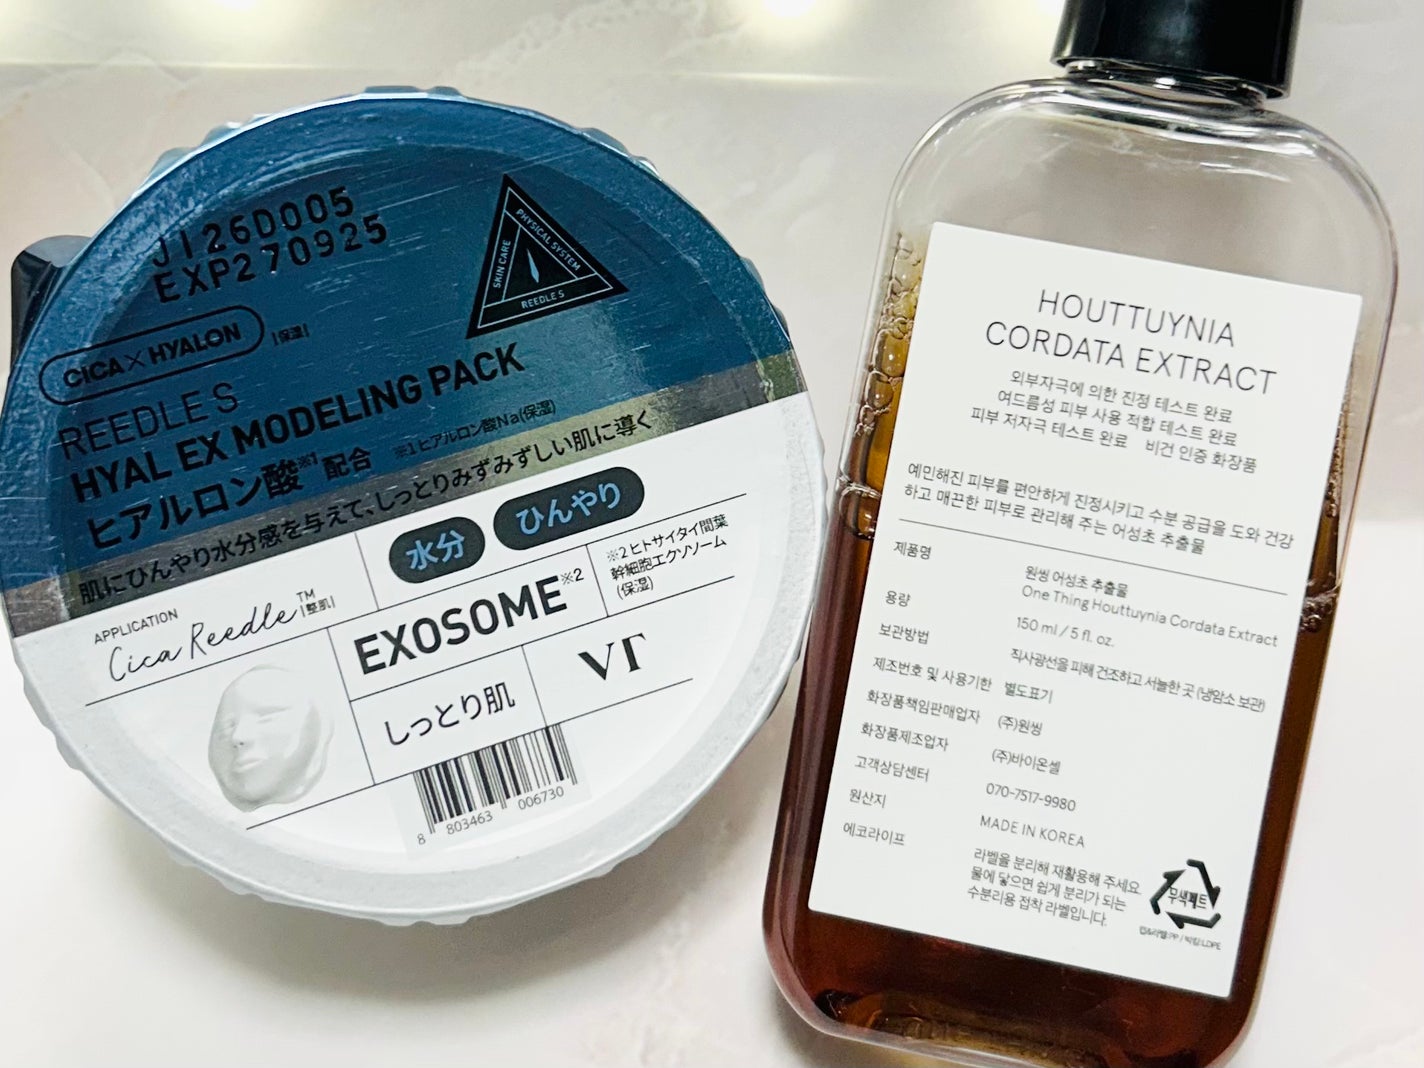 J126D005
EXP270925
SKIN CARE
PHYSICAL SYSTEM
REEDLE S
CICA×HYALON [保湿]
REEDLE S
HYAL EX MODELING PACK
ヒアルロン酸※1 配合 ※1 ヒアルロン酸Na(保湿)
肌にひんやり水分感を与えて、しっとりみずみずしい肌に導く
水分 ひんやり
APPLICATION
Cica Reedle™ [整肌]
EXOSOME※2
※2 ヒトサイタイ間葉
幹細胞エクソソーム
(保湿)
しっとり肌
VT
8 803463 006730
HOUTTUYNIA
CORDATA EXTRACT
외부자극에 의한 진정 테스트 완료
여드름성 피부 사용 적합 테스트 완료
피부 저자극 테스트 완료 비건 인증 화장품
예민해진 피부를 편안하게 진정시키고 수분 공급을 도와 건강
하고 매끈한 피부로 관리해 주는 어성초 추출물
제품명 원씽 어성초 추출물
One Thing Houttuynia Cordata Extract
용량 150 ml / 5 fl. oz.
보관방법 직사광선을 피해 건조하고 서늘한 곳 (냉암소 보관)
제조번호 및 사용기한 별도표기
화장품책임판매업자 (주)원씽
화장품제조업자 (주)바이온셀
고객상담센터 070-7517-9980
원산지 MADE IN KOREA
에코라이프 라벨을 분리해 재활용해 주세요
물에 닿으면 쉽게 분리가 되는
수분리용 접착 라벨입니다.
무색페트
캡&라벨:PP / 박킹:LDPE